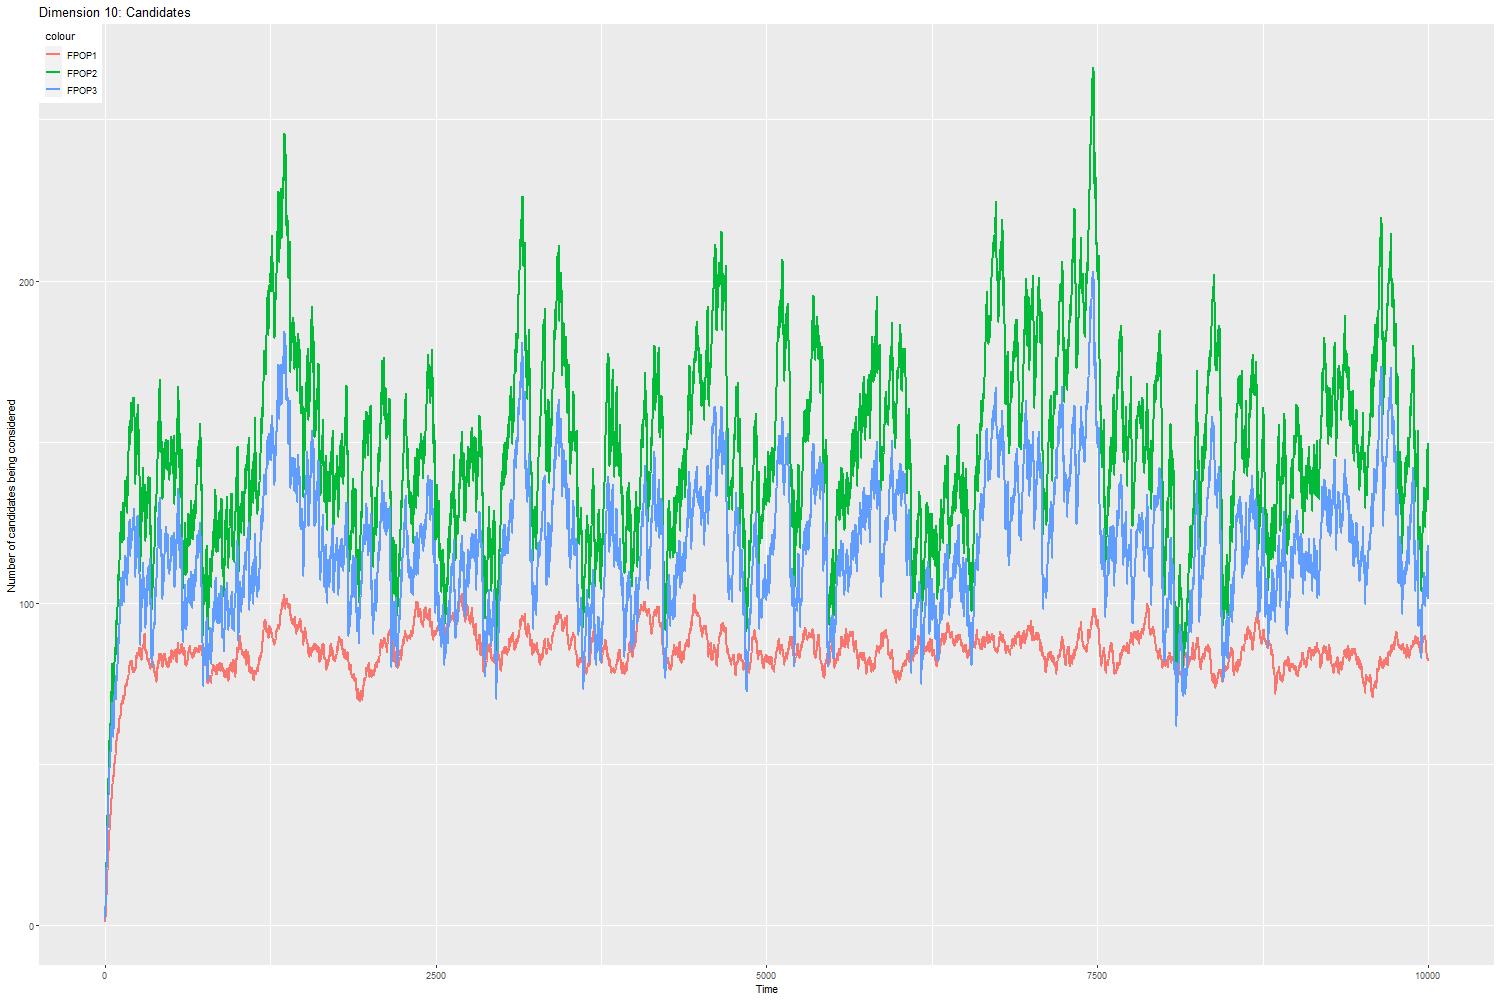 Dimension 10: Candidates
colour
FPOP1
FPOP2
FPOP3
Number of candidates being considered
200
100
0
0
2500
5000
7500
10000
Time